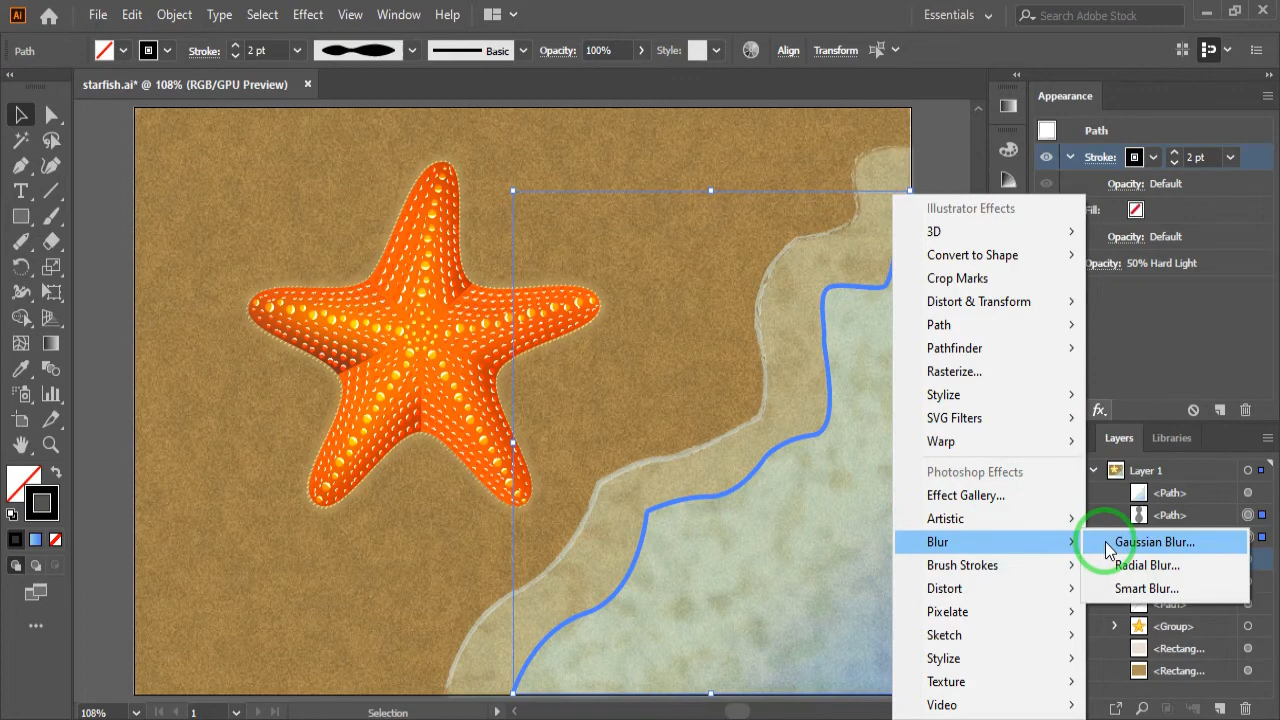 Ai File Edit Object Type Select Effect View Window Help Essentials Search Adobe Stock
Path Stroke: 2 pt Basic Opacity: 100% Style: Align Transform
starfish.ai* @ 108% (RGB/GPU Preview)
Appearance
Path
Stroke: 2 pt
Opacity: Default
Fill:
Opacity: Default
Opacity: 50% Hard Light
fx.
Illustrator Effects
3D
Convert to Shape
Crop Marks
Distort & Transform
Path
Pathfinder
Rasterize...
Stylize
SVG Filters
Warp
Photoshop Effects
Effect Gallery...
Artistic
Blur
Brush Strokes
Distort
Pixelate
Sketch
Stylize
Texture
Video
Gaussian Blur...
Radial Blur...
Smart Blur...
Layers Libraries
Layer 1
<Path>
<Path>
<Path>
<Group>
<Rectang...
<Rectang...
108% 1 Selection